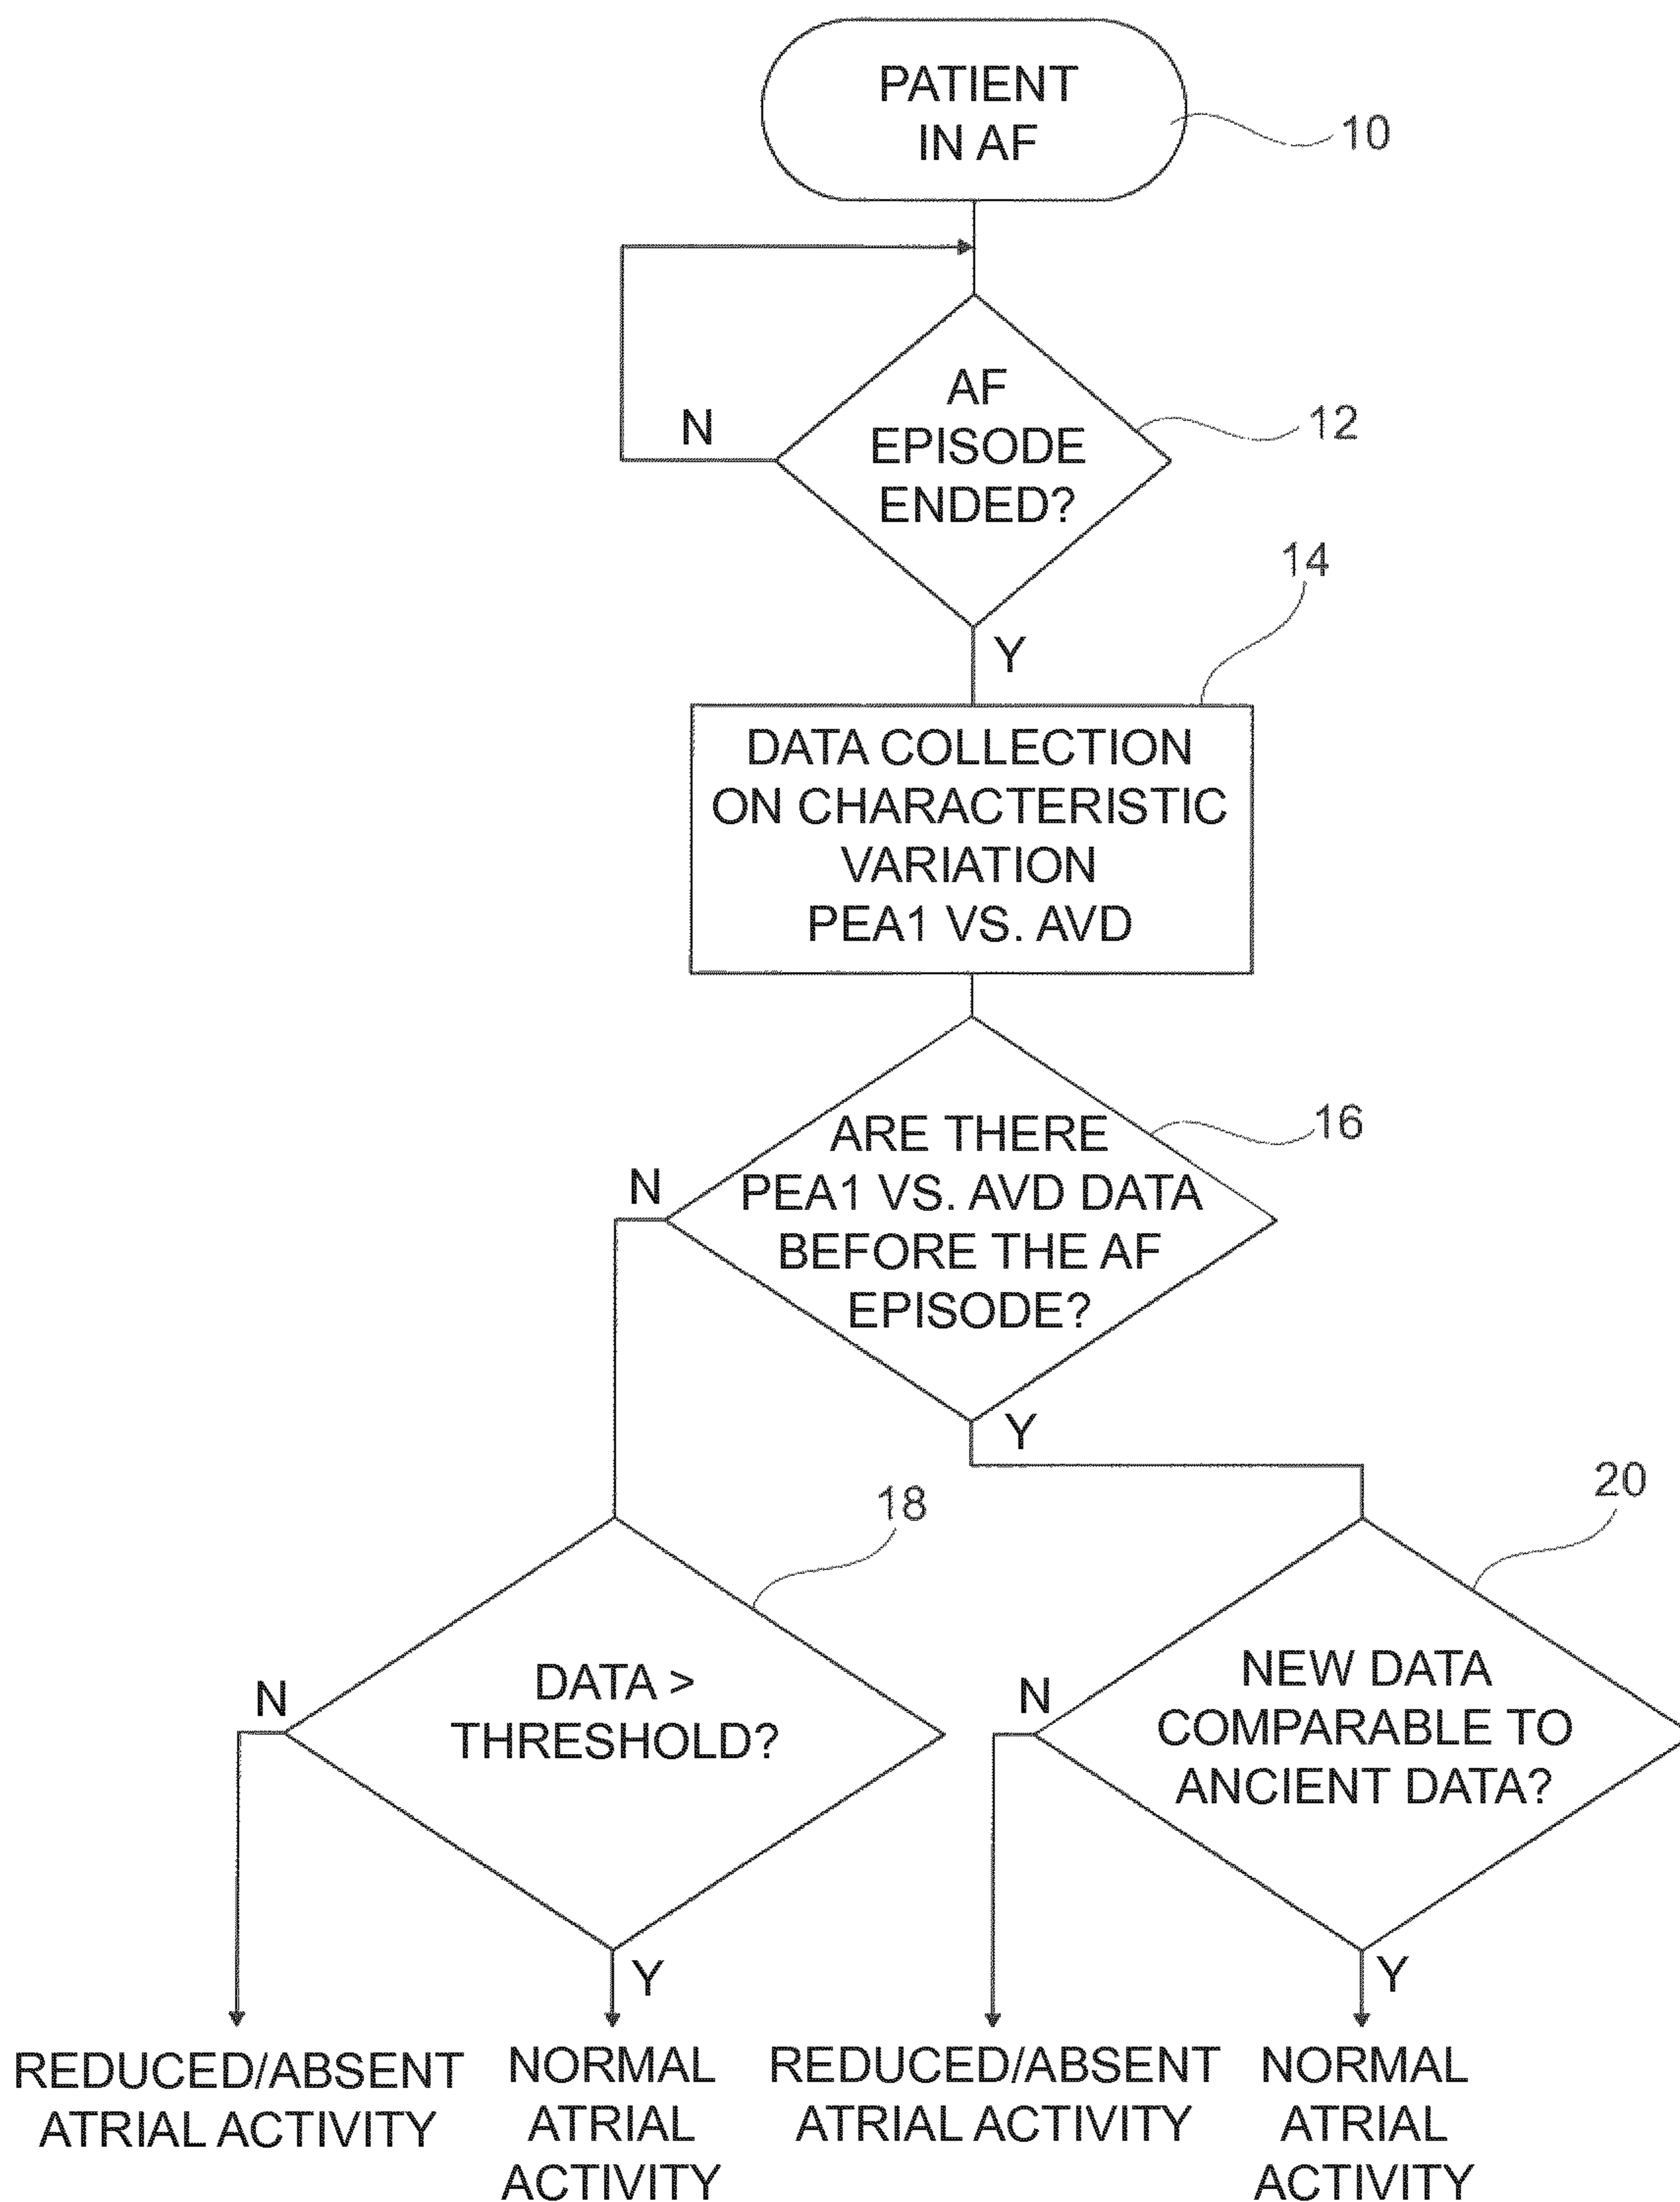 PATIENT
IN AF
10
N
AF
EPISODE
ENDED?
12
14
Y
DATA COLLECTION
ON CHARACTERISTIC
VARIATION
PEA1 VS. AVD
N
ARE THERE
PEA1 VS. AVD DATA
BEFORE THE AF
EPISODE?
16
Y
18
20
N
DATA >
THRESHOLD?
N
NEW DATA
COMPARABLE TO
ANCIENT DATA?
Y
Y
REDUCED/ABSENT
ATRIAL ACTIVITY
NORMAL
ATRIAL
ACTIVITY
REDUCED/ABSENT
ATRIAL ACTIVITY
NORMAL
ATRIAL
ACTIVITY